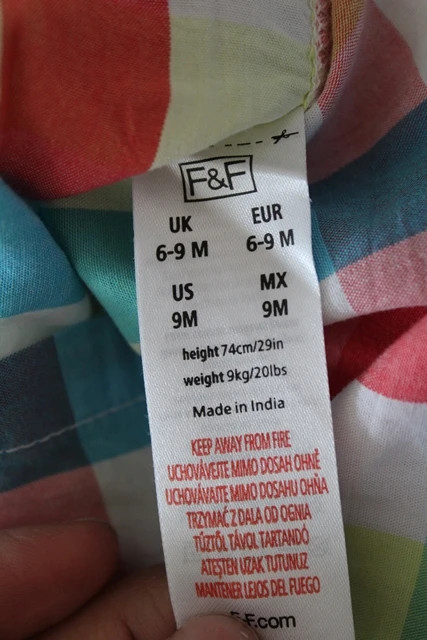 F&F
UK EUR
6-9 M 6-9 M
US MX
9M 9M
height 74cm/29in
weight 9kg/20lbs
Made in India
KEEP AWAY FROM FIRE
UCHOVÁVEJTE MIMO DOSAH OHNĚ
UCHOVÁVAJTE MIMO DOSAHU OHŇA
TRZYMAĆ Z DALA OD OGNIA
TŰZTŐL TÁVOL TARTANDÓ
ATEŞTEN UZAK TUTUNUZ
MANTENER LEJOS DEL FUEGO
F-F.com